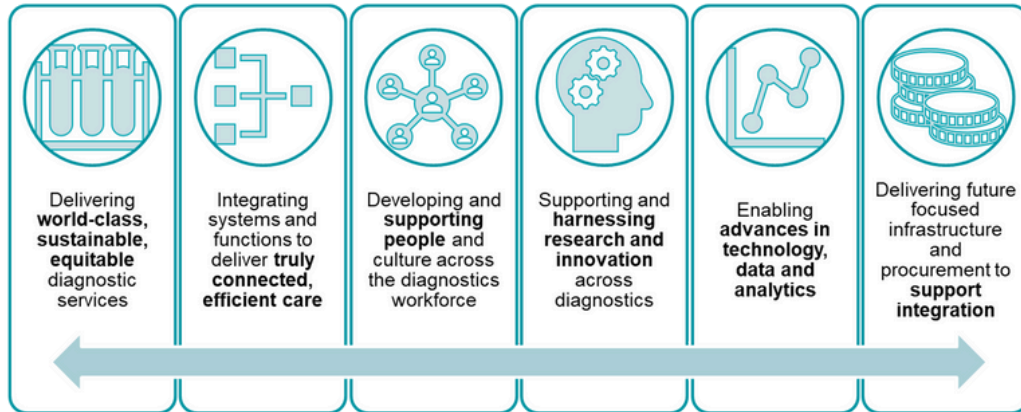 Delivering
world-class,
sustainable,
equitable
diagnostic
services
Integrating
systems and
functions to
deliver truly
connected,
efficient care
Developing and
supporting
people and
culture across
the diagnostics
workforce
Supporting and
harnessing
research and
innovation
across
diagnostics
Enabling
advances in
technology,
data and
analytics
Delivering future
focused
infrastructure
and
procurement to
support
integration